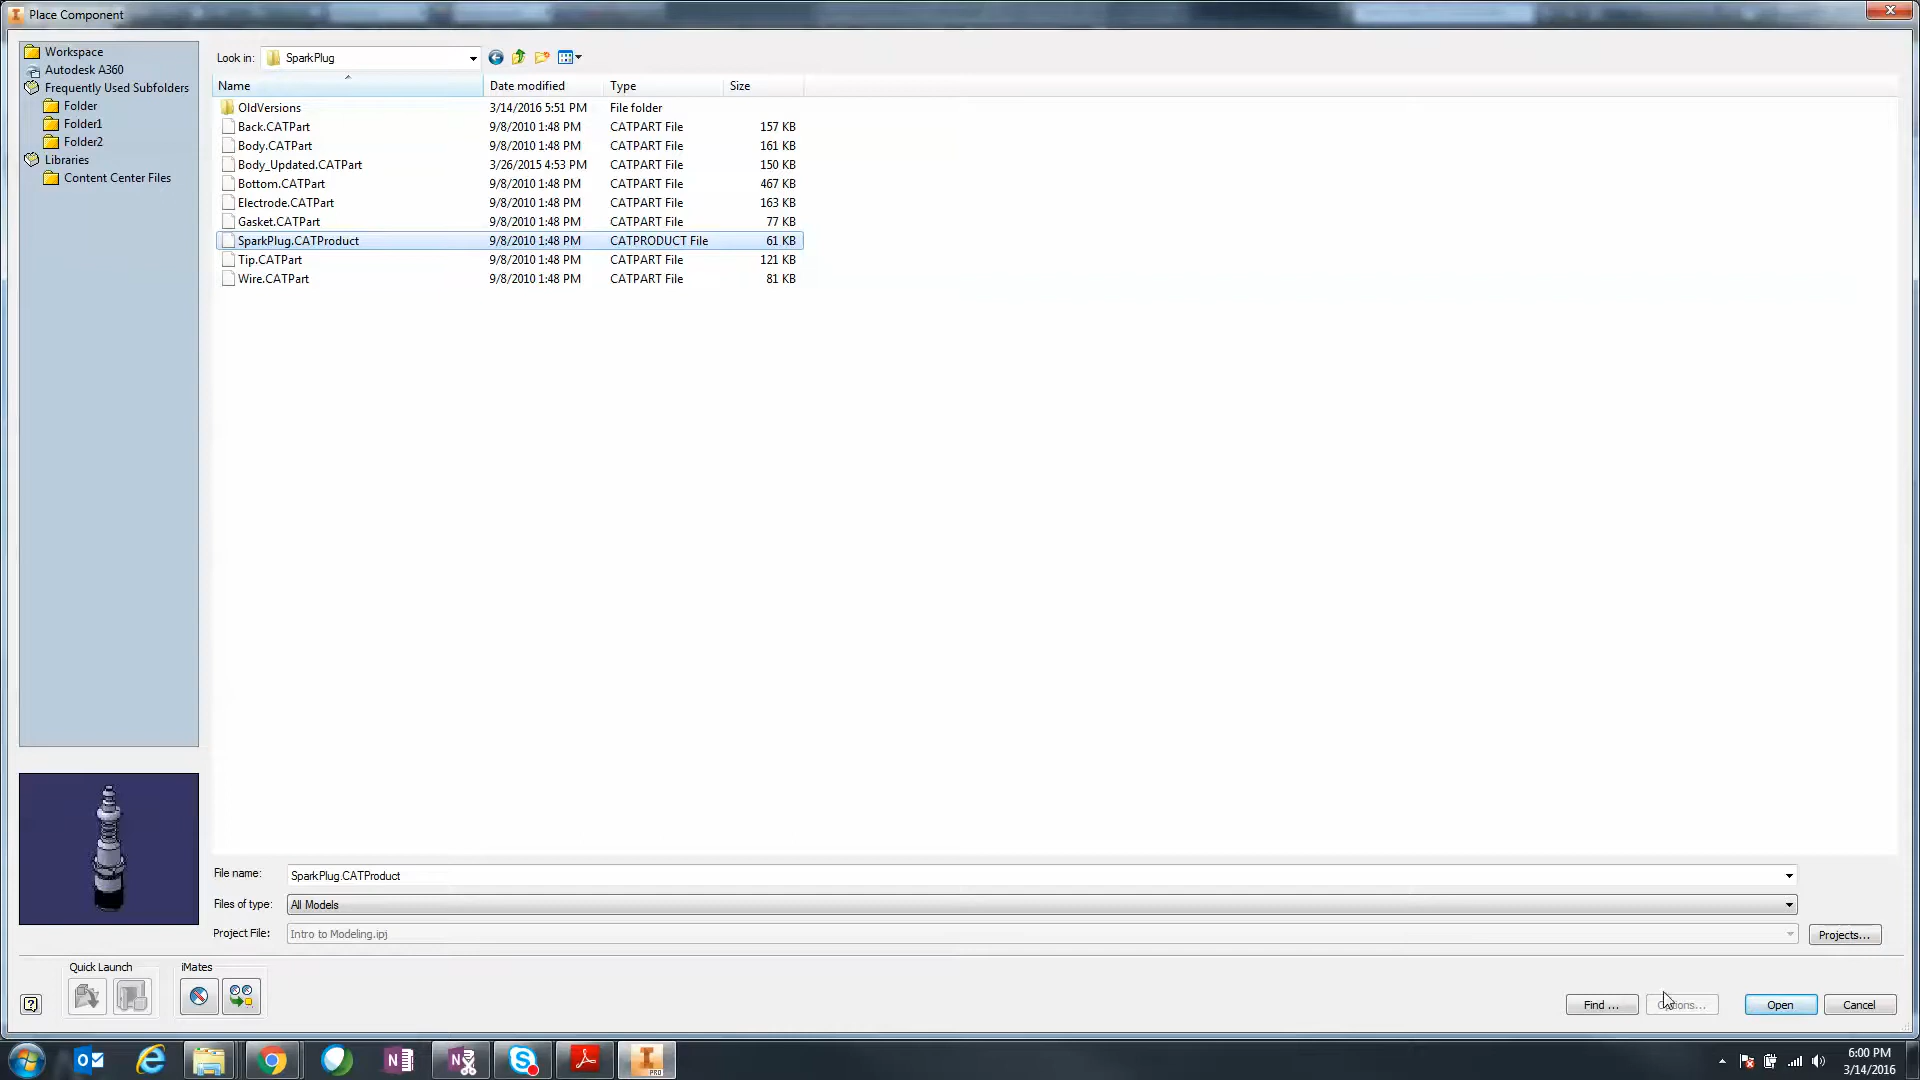 Place Component
Workspace
Autodesk A360
Frequently Used Subfolders
Folder
Folder1
Folder2
Libraries
Content Center Files
Look in: SparkPlug
Name Date modified Type Size
OldVersions 3/14/2016 5:51 PM File folder
Back.CATPart 9/8/2010 1:48 PM CATPART File 157 KB
Body.CATPart 9/8/2010 1:48 PM CATPART File 161 KB
Body_Updated.CATPart 3/26/2015 4:53 PM CATPART File 150 KB
Bottom.CATPart 9/8/2010 1:48 PM CATPART File 467 KB
Electrode.CATPart 9/8/2010 1:48 PM CATPART File 163 KB
Gasket.CATPart 9/8/2010 1:48 PM CATPART File 77 KB
SparkPlug.CATProduct 9/8/2010 1:48 PM CATPRODUCT File 61 KB
Tip.CATPart 9/8/2010 1:48 PM CATPART File 121 KB
Wire.CATPart 9/8/2010 1:48 PM CATPART File 81 KB
File name: SparkPlug.CATProduct
Files of type: All Models
Project File: Intro to Modeling.ipj Projects...
Quick Launch iMates
Find ... Open Cancel
PRO
6:00 PM
3/14/2016